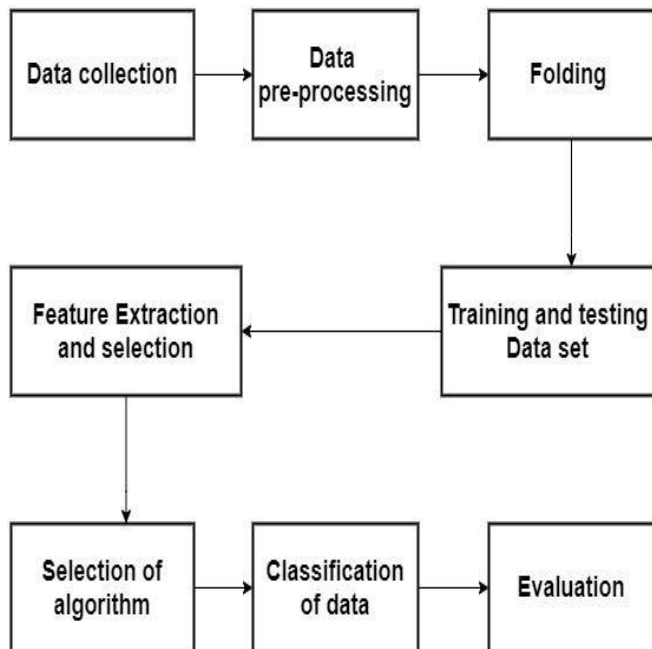 Data collection
Data
pre-processing
Folding
Training and testing
Data set
Feature Extraction
and selection
Selection of
algorithm
Classification
of data
Evaluation